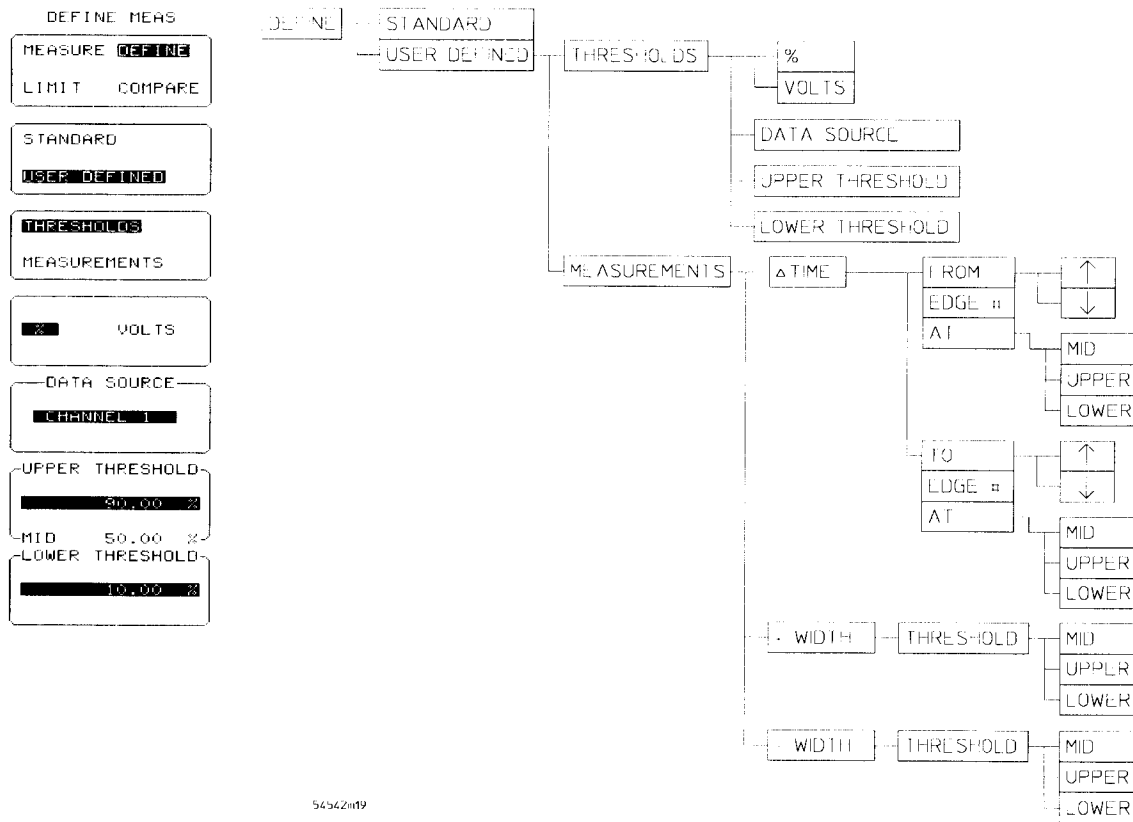 DEFINE MEAS
MEASURE DEFINE
LIMIT COMPARE
STANDARD
USER DEFINED
THRESHOLDS
MEASUREMENTS
% VOLTS
DATA SOURCE
CHANNEL 1
UPPER THRESHOLD
90.00 %
MID 50.00 %
LOWER THRESHOLD
10.00 %
DEFINE
STANDARD
USER DEFINED
THRESHOLDS
%
VOLTS
DATA SOURCE
UPPER THRESHOLD
LOWER THRESHOLD
MEASUREMENTS
△TIME
FROM
EDGE #
AT
↑
↓
MID
UPPER
LOWER
TO
EDGE #
AT
↑
↓
MID
UPPER
LOWER
WIDTH
THRESHOLD
MID
UPPER
LOWER
- WIDTH
THRESHOLD
MID
UPPER
LOWER
54542m19